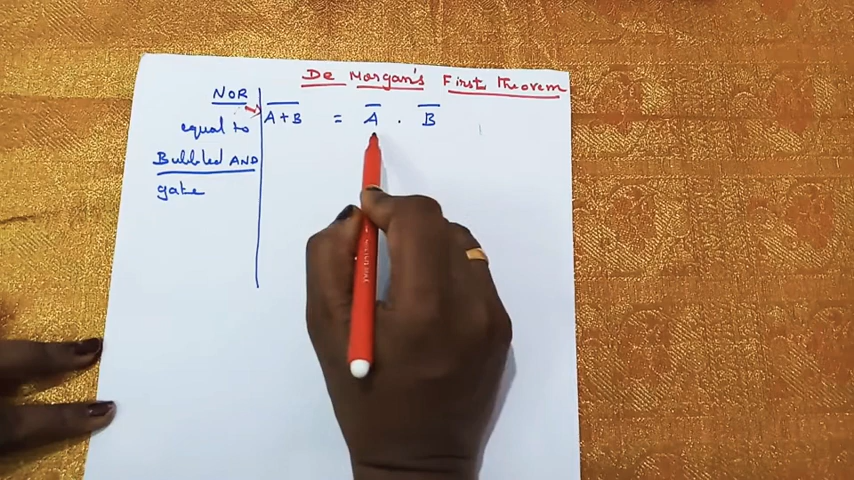 De Morgan's First Theorem
NOR
equal to
Bubbled AND
gate
A̅+̅B̅ = A̅ . B̅